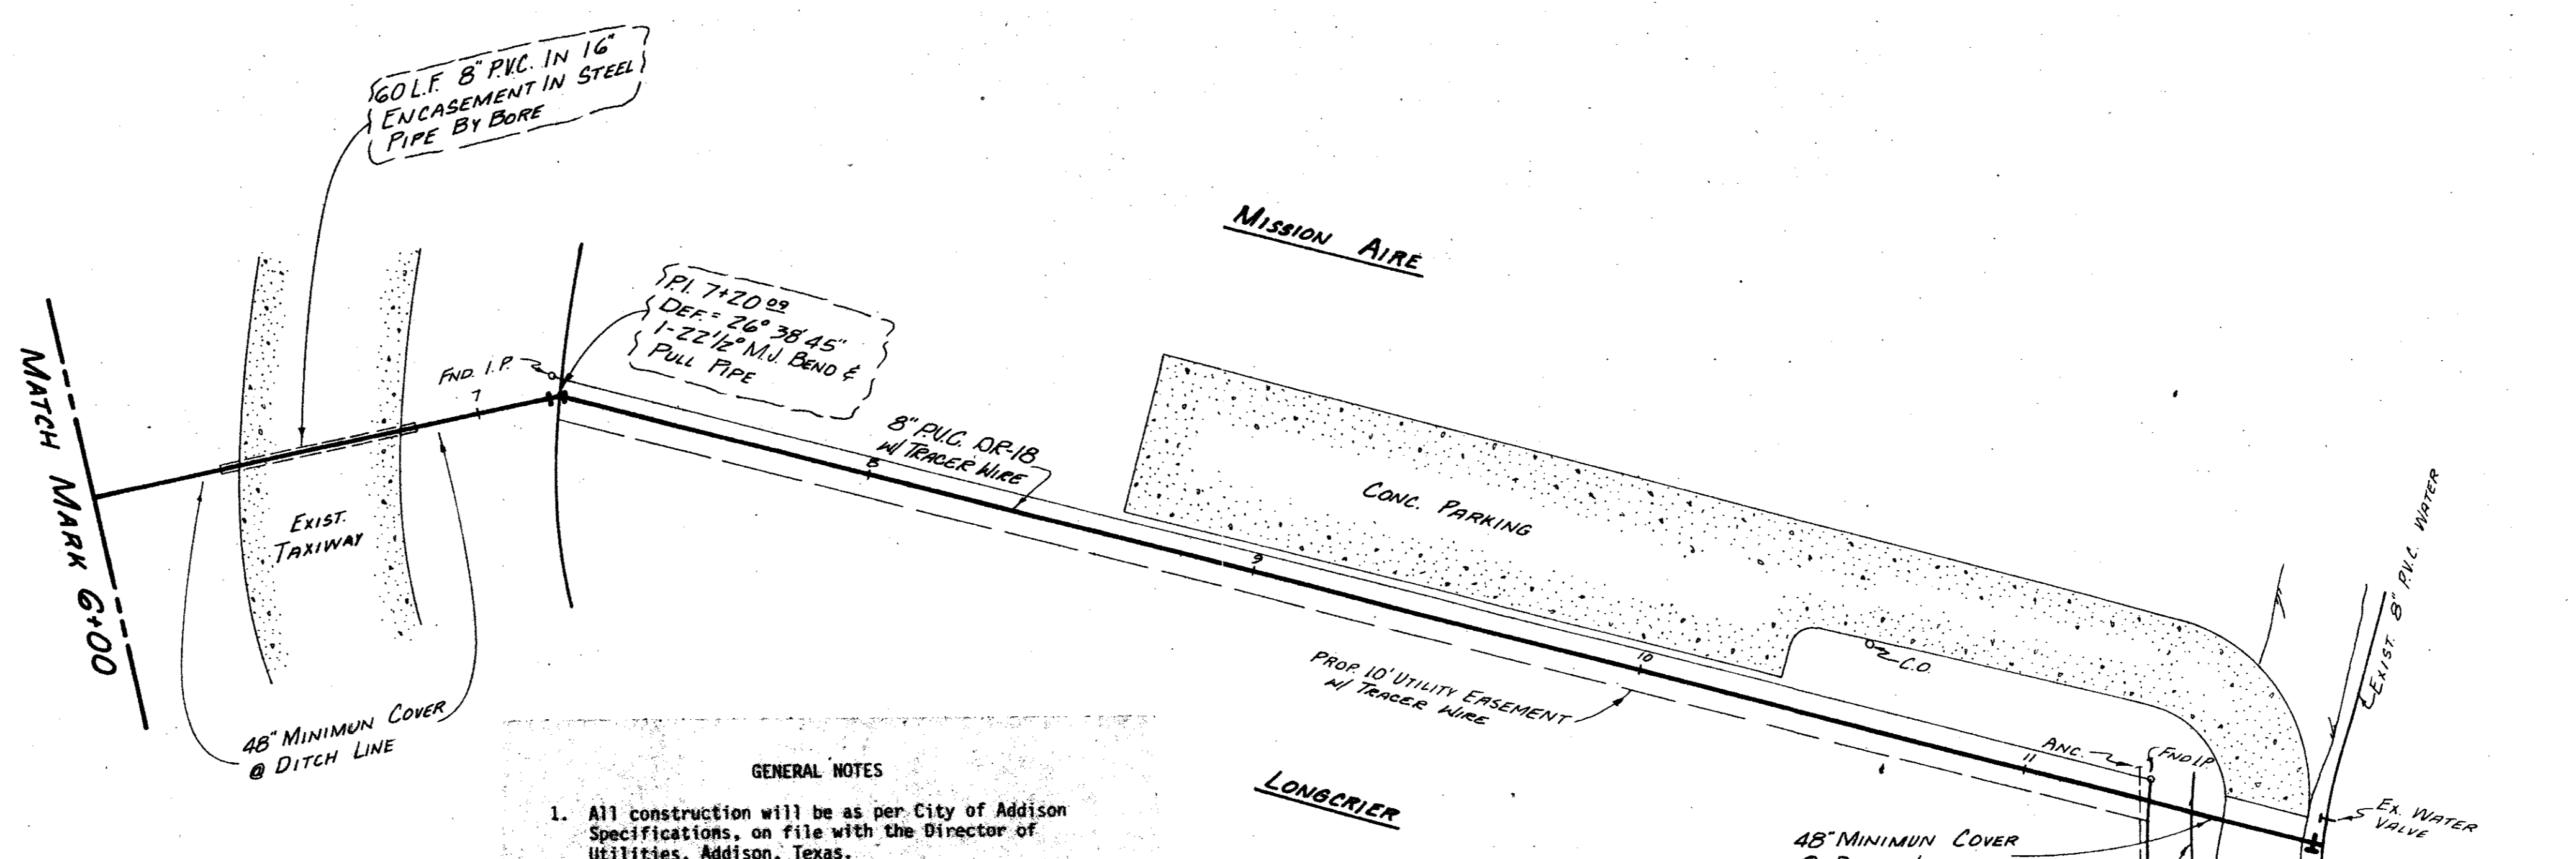 60 L.F. 8" P.V.C. IN 16"
ENCASEMENT IN STEEL
PIPE BY BORE
MISSION AIRE
P.I. 7+20 09
DEF. = 26° 38' 45"
1-22 1/2° M.J. BEND &
PULL PIPE
FND. I.P.
7
MATCH MARK 6+00
8" P.V.C. DR-18
W/ TRACER WIRE
8
EXIST.
TAXIWAY
CONC. PARKING
9
EXIST. 8" P.V.C. WATER
10
C.O.
PROP. 10' UTILITY EASEMENT
W/ TRACER WIRE
48" MINIMUN COVER
@ DITCH LINE
ANC.
FND IP
11
LONGCRIER
EX. WATER
VALVE
48" MINIMUN COVER
GENERAL NOTES
1. All construction will be as per City of Addison
Specifications, on file with the Director of
Utilities, Addison, Texas.